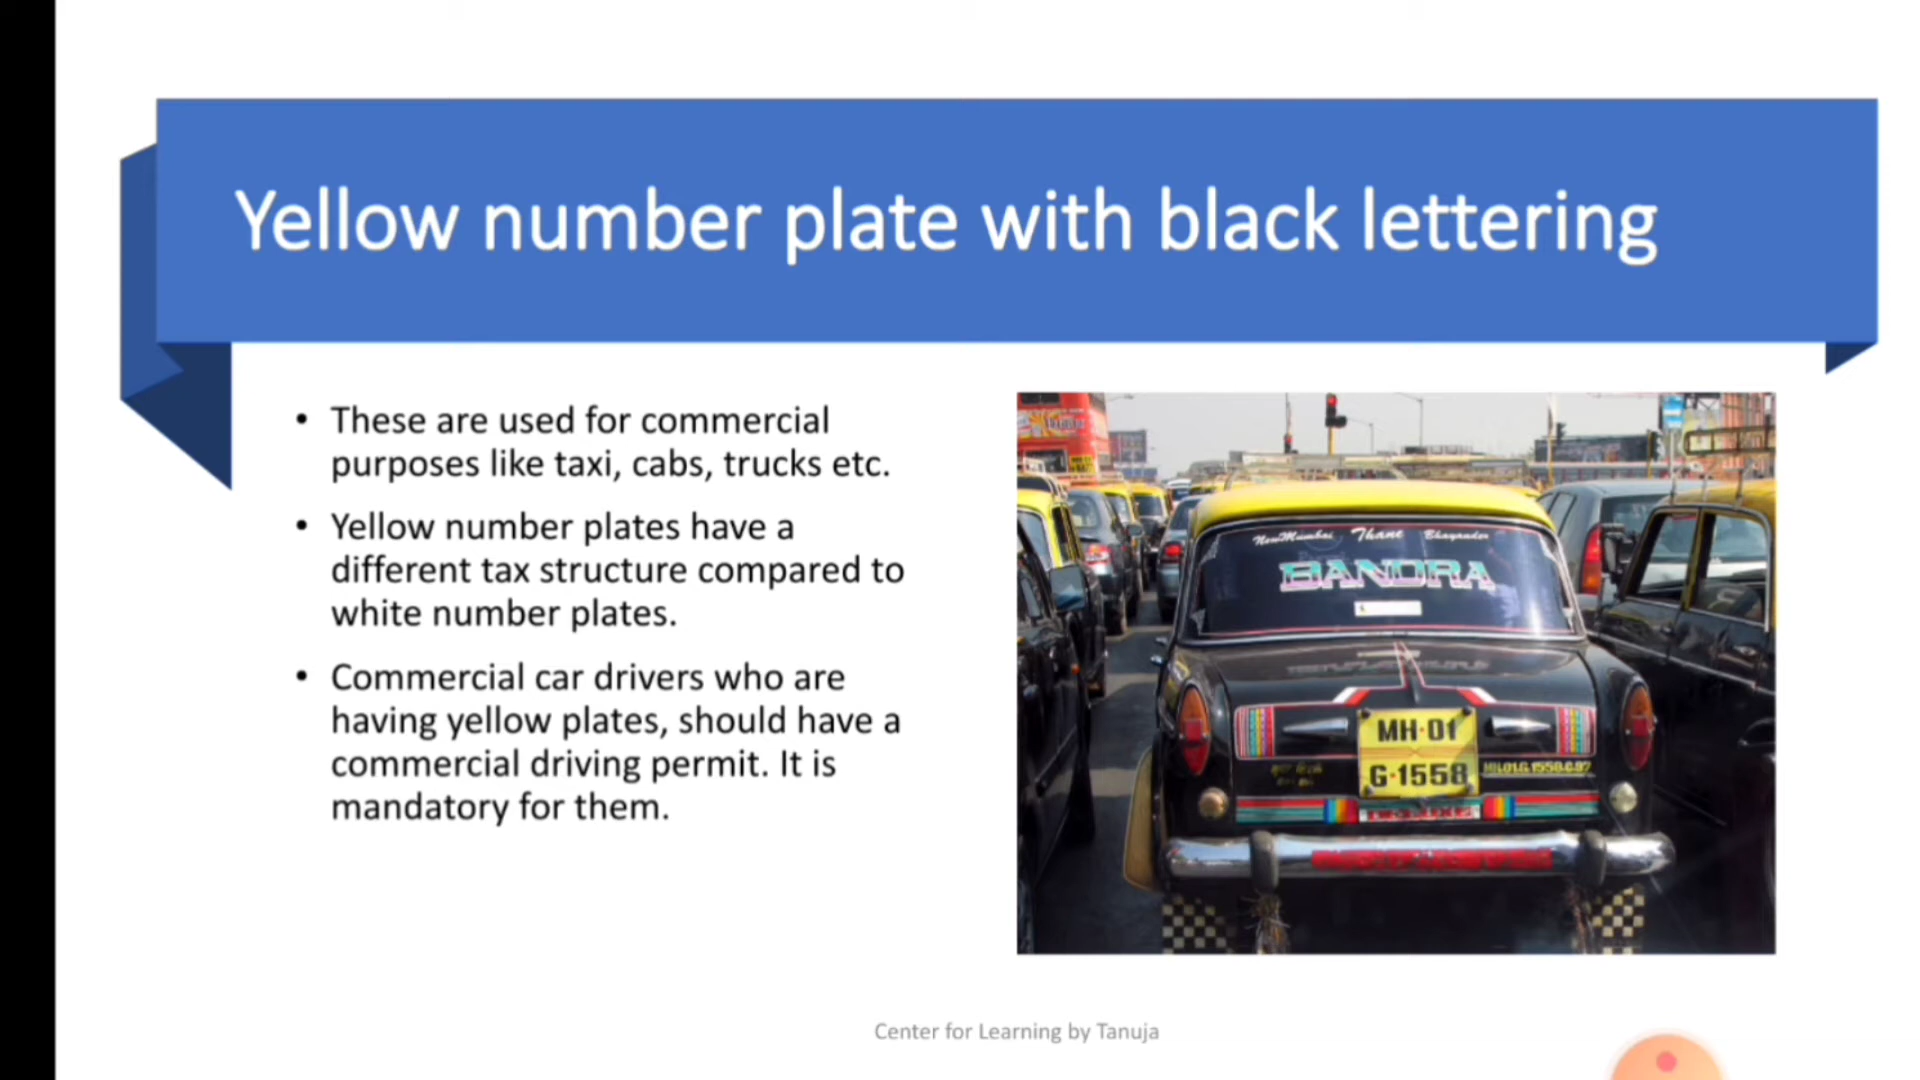 Yellow number plate with black lettering
• These are used for commercial
purposes like taxi, cabs, trucks etc.
• Yellow number plates have a
different tax structure compared to
white number plates.
• Commercial car drivers who are
having yellow plates, should have a
commercial driving permit. It is
mandatory for them.
NewMumbai Thane Bhayander
BANDRA
MH·01
G·1558
Center for Learning by Tanuja